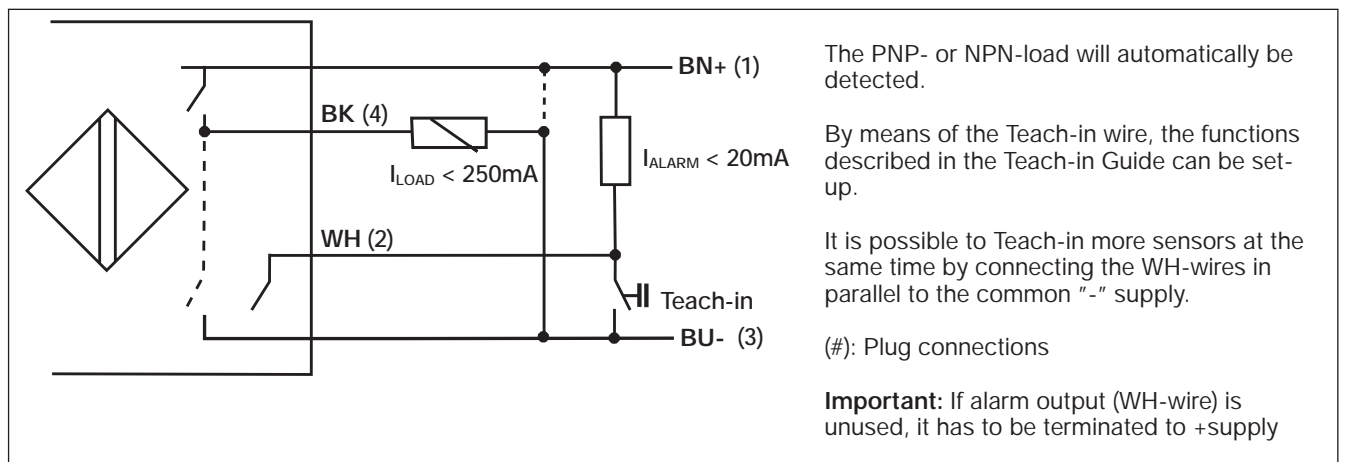 BN+ (1)
BK (4)
I LOAD < 250mA
I ALARM < 20mA
WH (2)
Teach-in
BU- (3)
The PNP- or NPN-load will automatically be
detected.
By means of the Teach-in wire, the functions
described in the Teach-in Guide can be set-
up.
It is possible to Teach-in more sensors at the
same time by connecting the WH-wires in
parallel to the common "-" supply.
(#): Plug connections
Important: If alarm output (WH-wire) is
unused, it has to be terminated to +supply